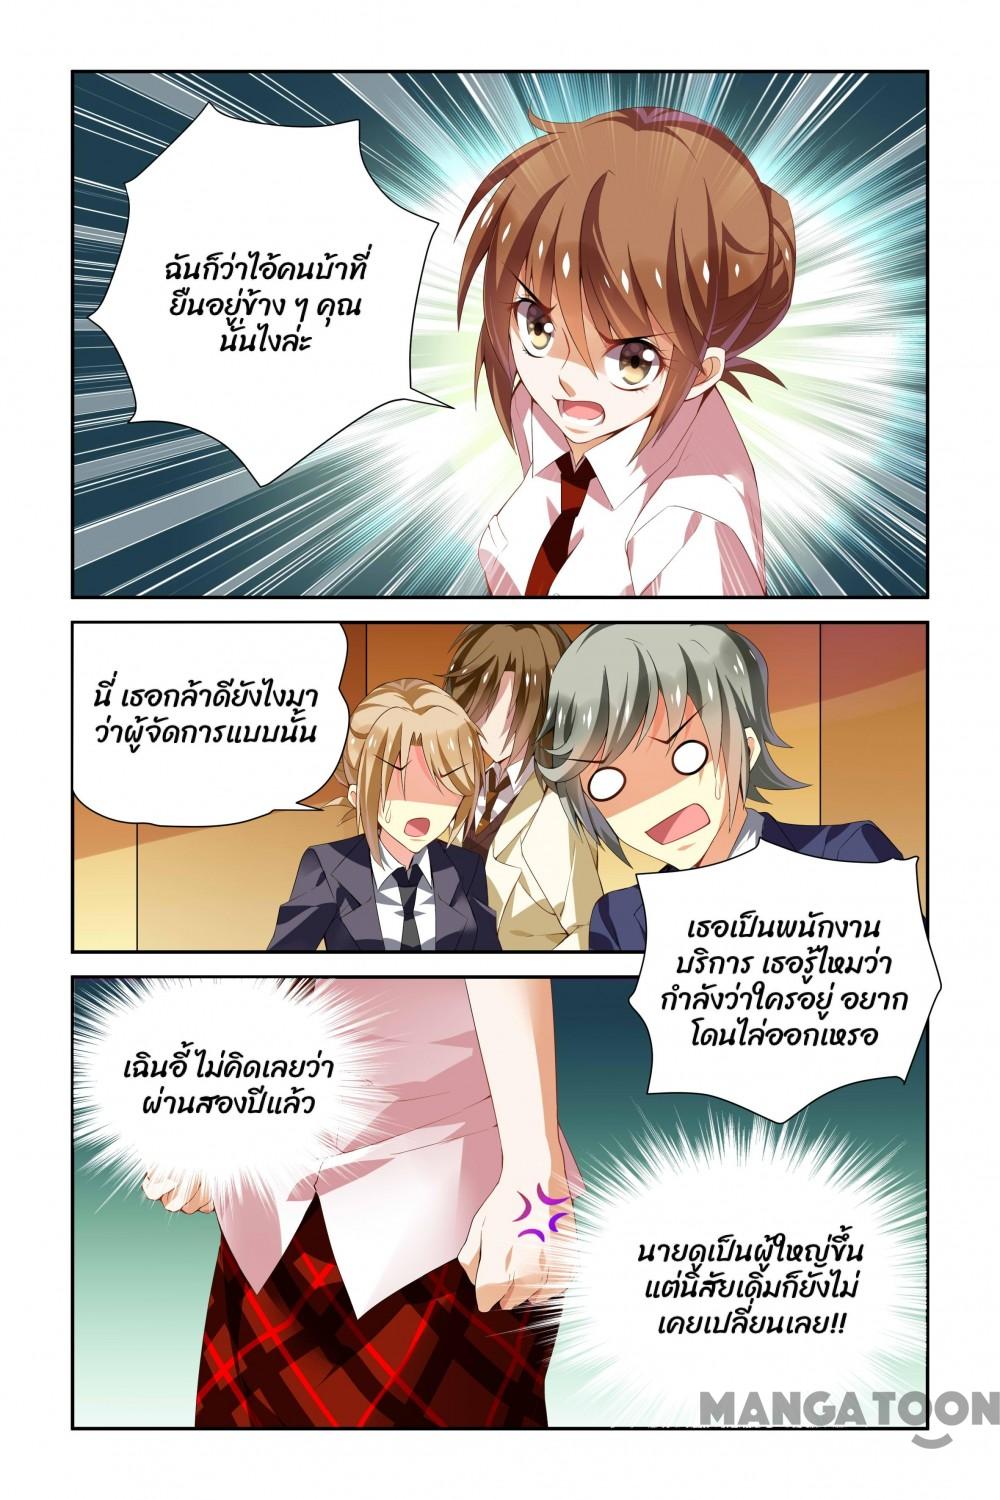 ฉันก็ว่าไอ้คนบ้าที่
ยืนอยู่ข้าง ๆ คุณ
นั่นไงล่ะ
นี่ เธอกล้าดียังไงมา
ว่าผู้จัดการแบบนั้น
เธอเป็นพนักงาน
บริการ เธอรู้ไหมว่า
กำลังว่าใครอยู่ อยาก
โดนไล่ออกเหรอ
เฉินอี้ ไม่คิดเลยว่า
ผ่านสองปีแล้ว
นายดูเป็นผู้ใหญ่ขึ้น
แต่นิสัยเดิมก็ยังไม่
เคยเปลี่ยนเลย!!
MANGATOON